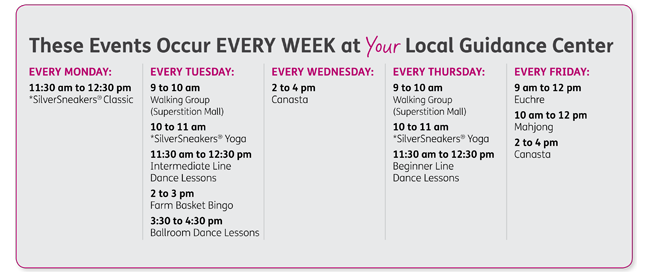 These Events Occur EVERY WEEK at Your Local Guidance Center
EVERY MONDAY:
11:30 am to 12:30 pm
*SilverSneakers® Classic
EVERY TUESDAY:
9 to 10 am
Walking Group
(Superstition Mall)
10 to 11 am
*SilverSneakers® Yoga
11:30 am to 12:30 pm
Intermediate Line
Dance Lessons
2 to 3 pm
Farm Basket Bingo
3:30 to 4:30 pm
Ballroom Dance Lessons
EVERY WEDNESDAY:
2 to 4 pm
Canasta
EVERY THURSDAY:
9 to 10 am
Walking Group
(Superstition Mall)
10 to 11 am
*SilverSneakers® Yoga
11:30 am to 12:30 pm
Beginner Line
Dance Lessons
EVERY FRIDAY:
9 am to 12 pm
Euchre
10 am to 12 pm
Mahjong
2 to 4 pm
Canasta